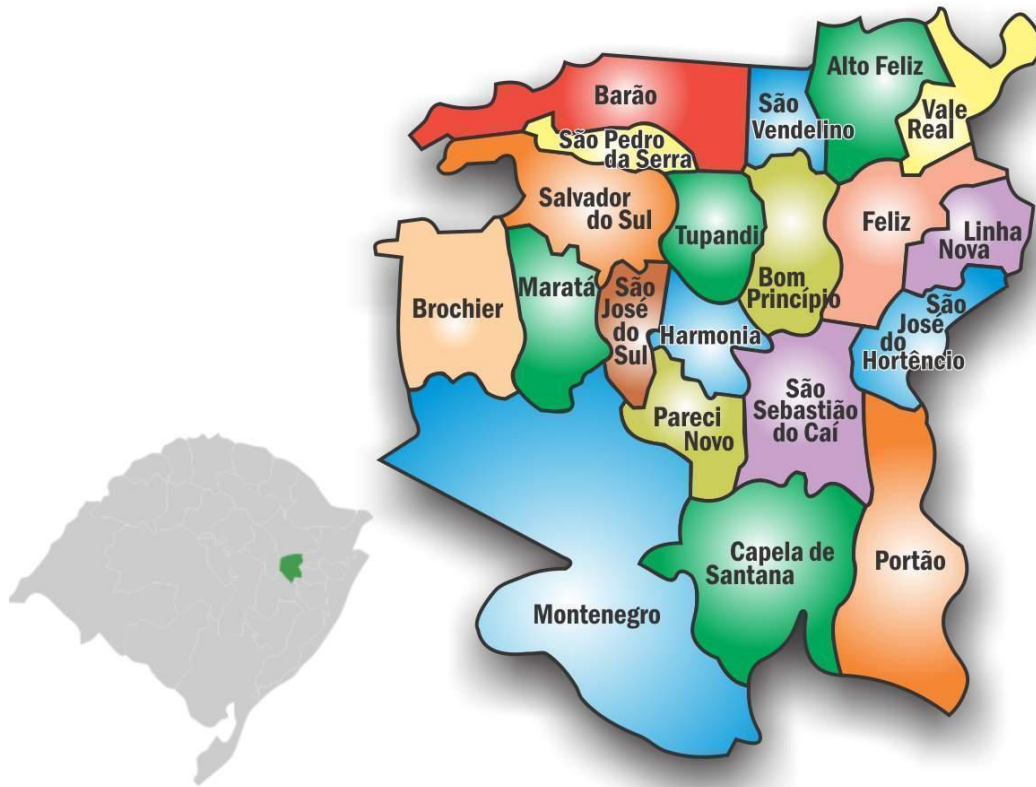 Alto Feliz
Barão
São
Vendelino
Vale
Real
São Pedro
da Serra
Salvador
do Sul
Tupandi
Feliz
Linha
Nova
Maratá
São
José
do
Sul
Bom
Princípio
Brochier
Harmonia
São
José
do
Hortêncio
São
Sebastião
do Caí
Pareci
Novo
Capela de
Santana
Portão
Montenegro